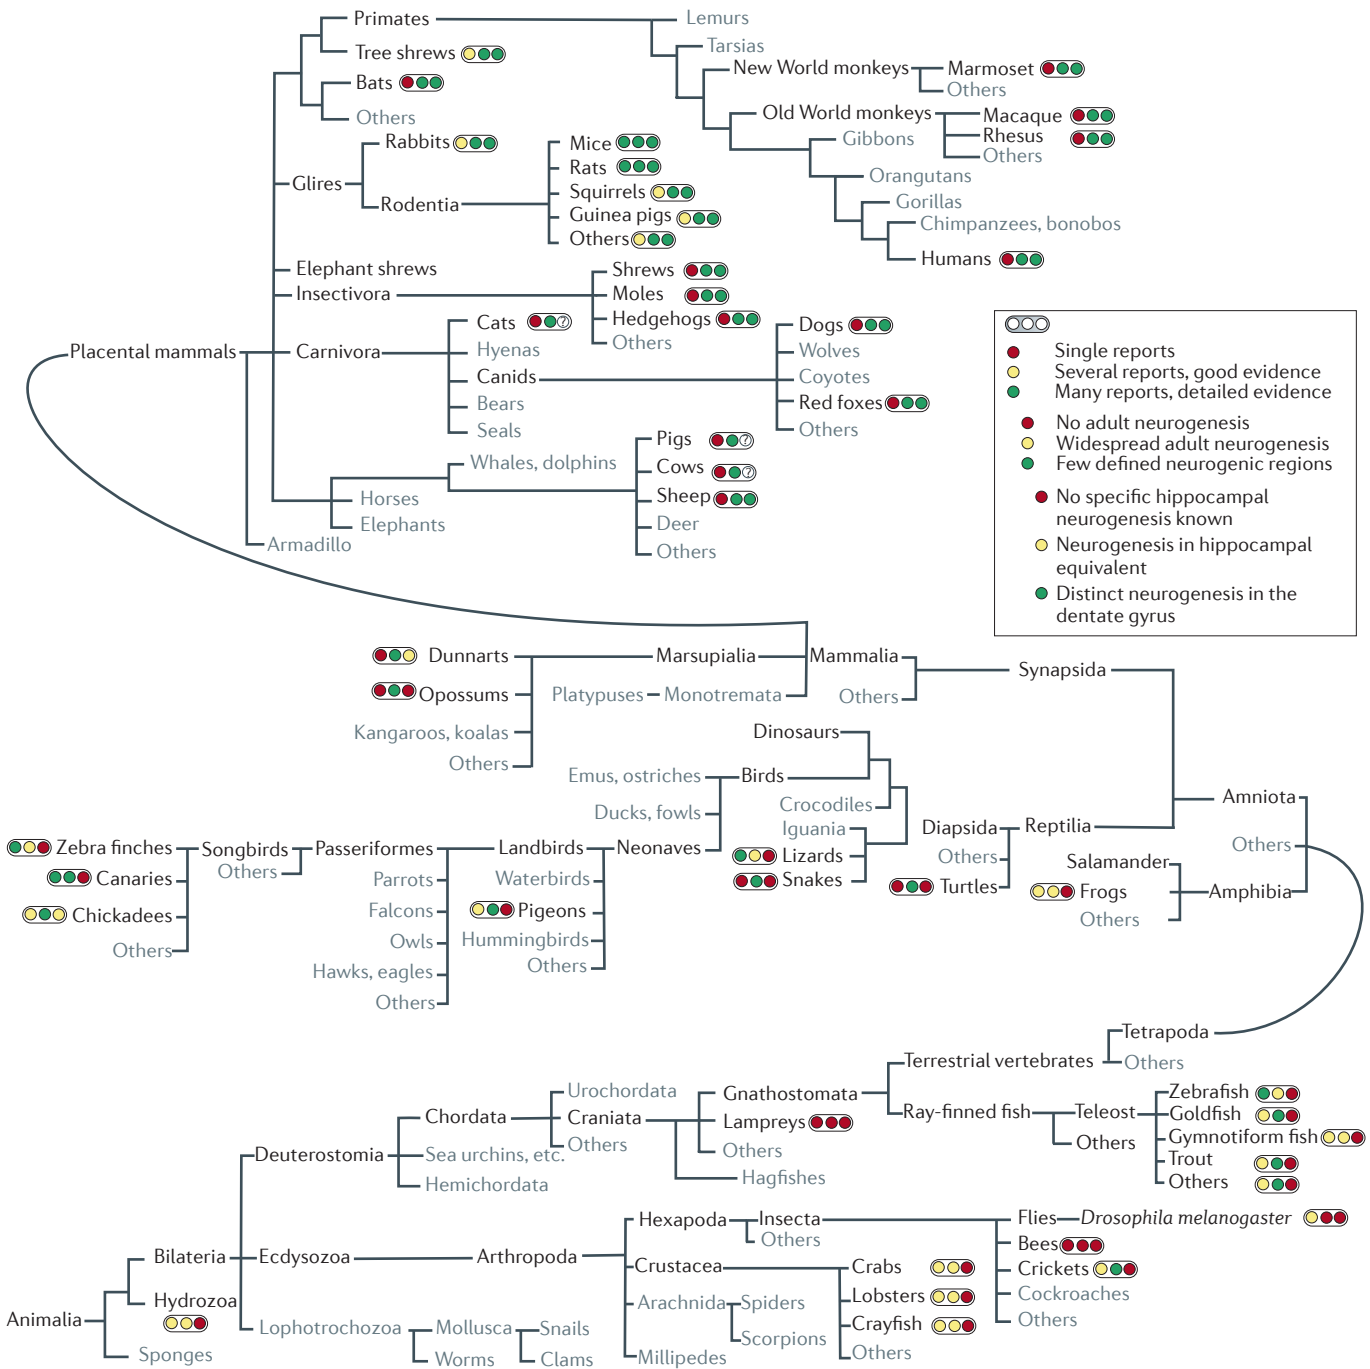 Primates
Lemurs
Tree shrews
Tarsias
Bats
New World monkeys
Marmoset
Others
Others
Old World monkeys
Macaque
Rhesus
Others
Rabbits
Mice
Gibbons
Rats
Orangutans
Glires
Squirrels
Gorillas
Rodentia
Guinea pigs
Chimpanzees, bonobos
Others
Humans
Elephant shrews
Shrews
Insectivora
Moles
Hedgehogs
Others
Cats ?
Dogs
Placental mammals
Carnivora
Hyenas
Wolves
Canids
Coyotes
Bears
Red foxes
Seals
Others
Single reports
Several reports, good evidence
Many reports, detailed evidence
No adult neurogenesis
Widespread adult neurogenesis
Few defined neurogenic regions
No specific hippocampal
neurogenesis known
Neurogenesis in hippocampal
equivalent
Distinct neurogenesis in the
dentate gyrus
Pigs ?
Whales, dolphins
Cows ?
Horses
Sheep
Elephants
Deer
Armadillo
Others
Dunnarts
Marsupialia
Mammalia
Synapsida
Opossums
Platypuses
Monotremata
Others
Kangaroos, koalas
Others
Dinosaurs
Emus, ostriches
Birds
Ducks, fowls
Crocodiles
Amniota
Iguania
Diapsida
Reptilia
Others
Zebra finches
Songbirds
Passeriformes
Landbirds
Neonaves
Lizards
Others
Salamander
Others
Canaries
Parrots
Waterbirds
Snakes
Turtles
Frogs
Amphibia
Chickadees
Falcons
Pigeons
Others
Others
Owls
Hummingbirds
Hawks, eagles
Others
Others
Tetrapoda
Terrestrial vertebrates
Others
Urochordata
Gnathostomata
Zebrafish
Chordata
Craniata
Lampreys
Ray-finned fish
Teleost
Goldfish
Others
Others
Others
Gymnotiform fish
Deuterostomia
Sea urchins, etc.
Trout
Hemichordata
Hagfishes
Others
Hexapoda
Insecta
Flies
Drosophila melanogaster
Others
Bees
Bilateria
Ecdysozoa
Arthropoda
Crustacea
Crabs
Crickets
Hydrozoa
Arachnida
Spiders
Lobsters
Cockroaches
Animalia
Lophotrochozoa
Mollusca
Snails
Scorpions
Crayfish
Others
Sponges
Worms
Clams
Millipedes
Others